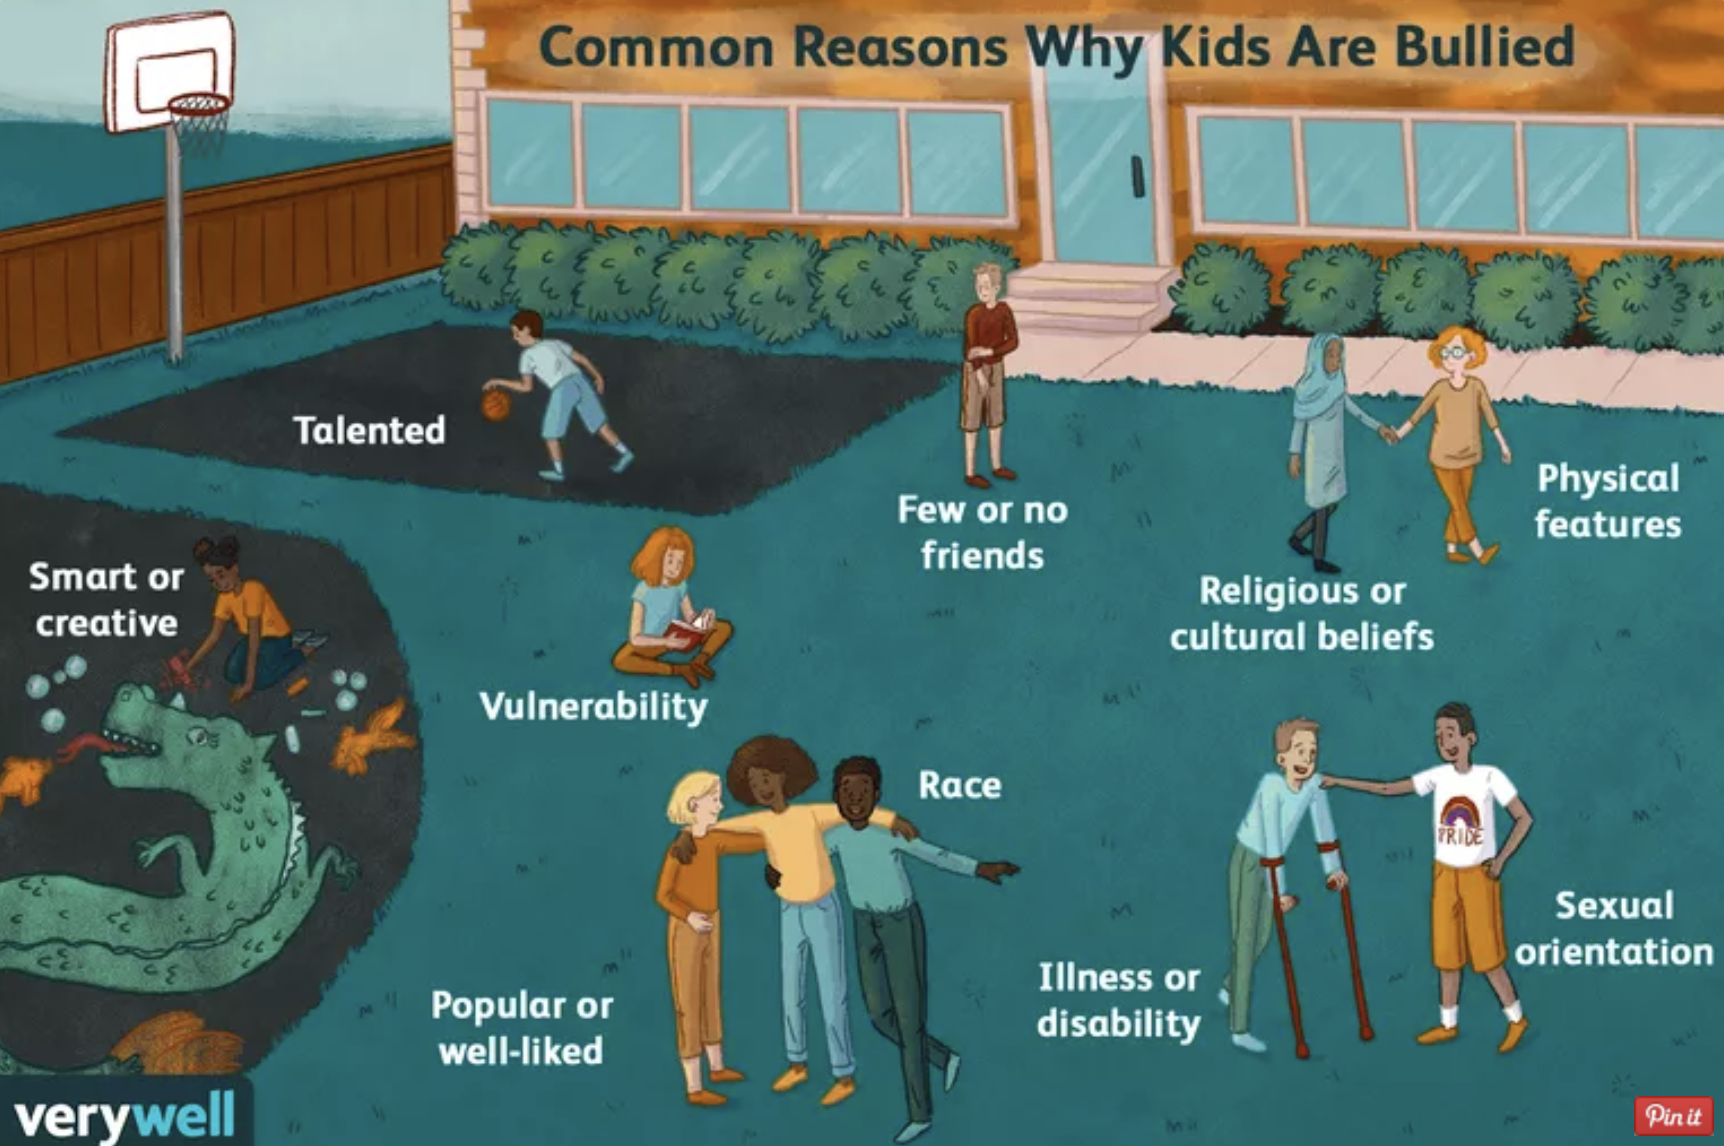 Common Reasons Why Kids Are Bullied
Talented
Few or no
friends
Physical
features
Smart or
creative
Religious or
cultural beliefs
Vulnerability
Race
PRIDE
Sexual
orientation
Illness or
disability
Popular or
well-liked
verywell
Pin it